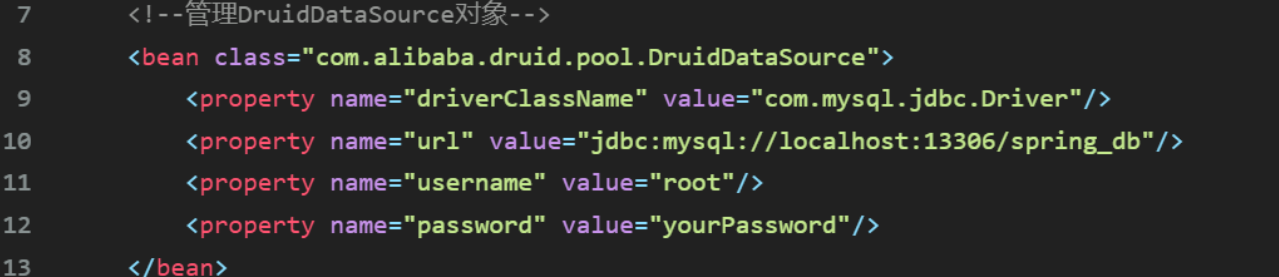 7 <!--管理DruidDataSource对象-->
8 <bean class="com.alibaba.druid.pool.DruidDataSource">
9 <property name="driverClassName" value="com.mysql.jdbc.Driver"/>
10 <property name="url" value="jdbc:mysql://localhost:13306/spring_db"/>
11 <property name="username" value="root"/>
12 <property name="password" value="yourPassword"/>
13 </bean>